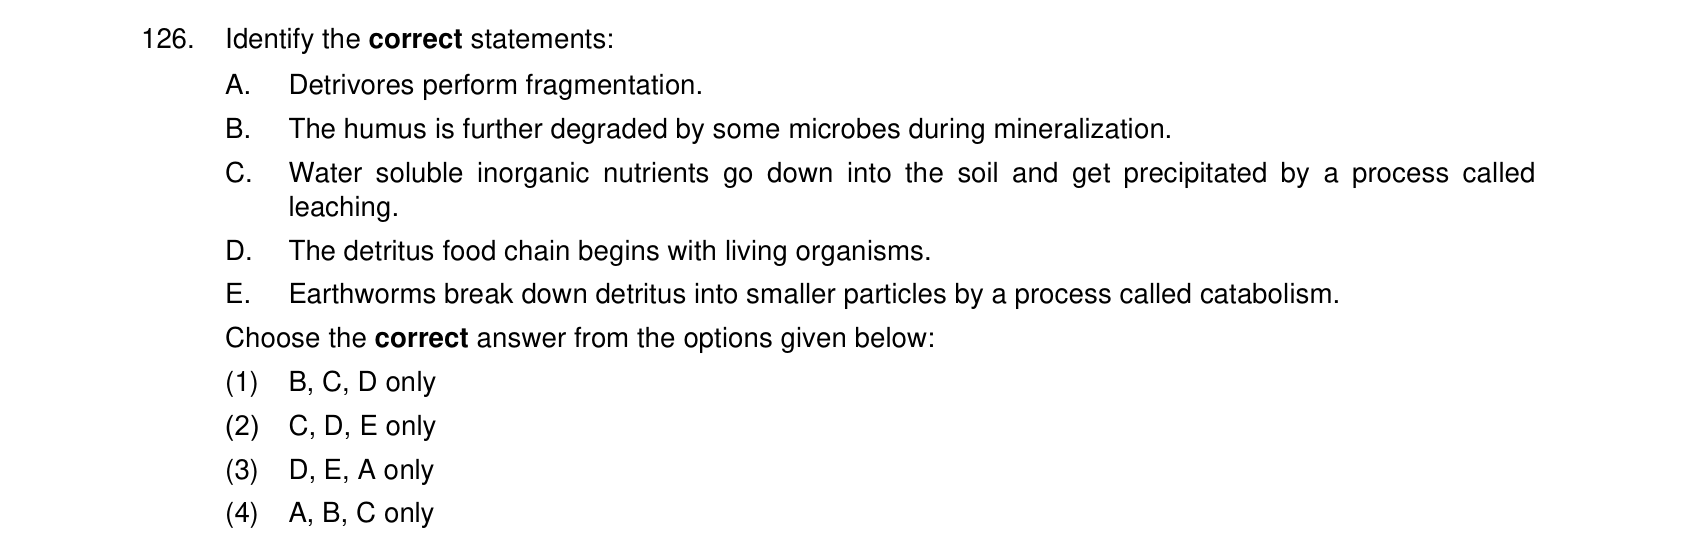 126. Identify the correct statements:
A. Detrivores perform fragmentation.
B. The humus is further degraded by some microbes during mineralization.
C. Water soluble inorganic nutrients go down into the soil and get precipitated by a process called
leaching.
D. The detritus food chain begins with living organisms.
E. Earthworms break down detritus into smaller particles by a process called catabolism.
Choose the correct answer from the options given below:
(1) B, C, D only
(2) C, D, E only
(3) D, E, A only
(4) A, B, C only